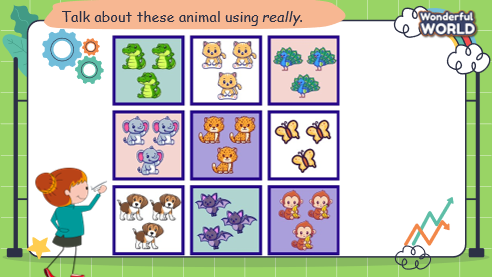 Talk about these animal using really.
Wonderful
WORLD